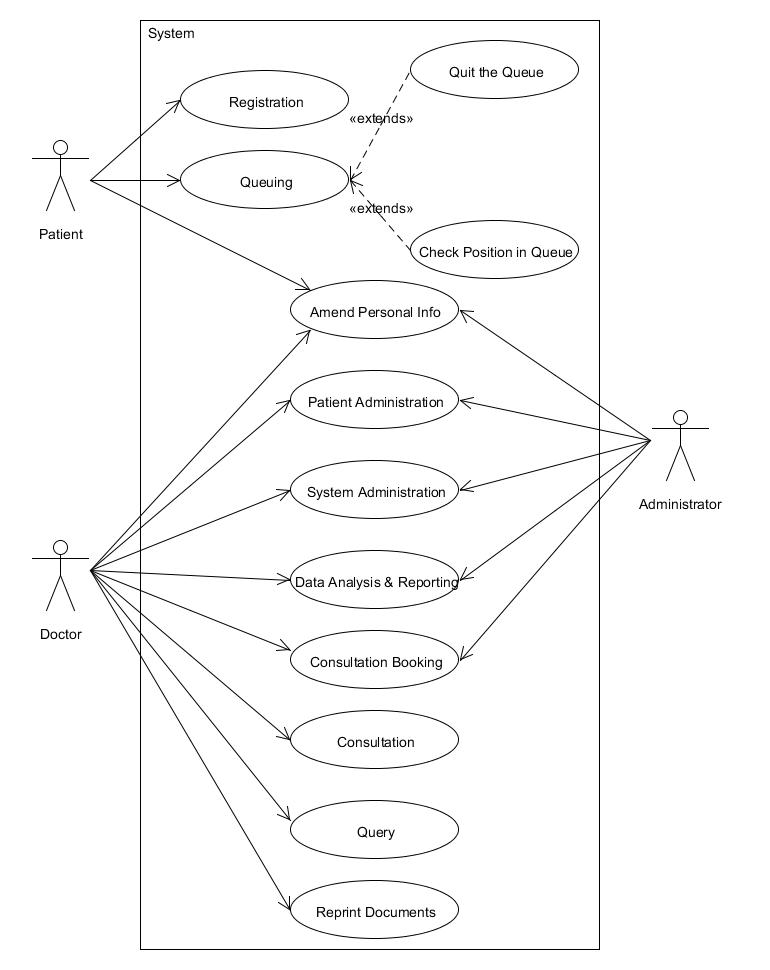 System
Quit the Queue
Registration
«extends»
Queuing
«extends»
Patient
Check Position in Queue
Amend Personal Info
Patient Administration
System Administration
Administrator
Data Analysis & Reporting
Doctor
Consultation Booking
Consultation
Query
Reprint Documents